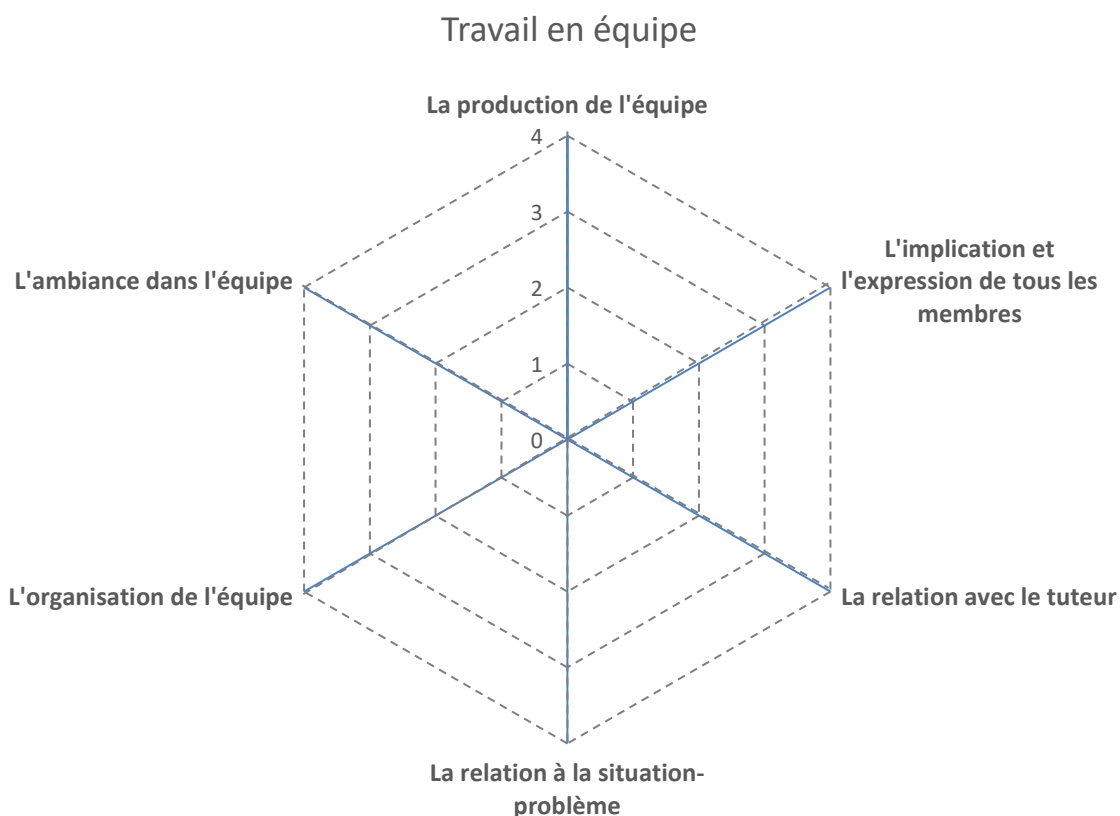 Travail en équipe
La production de l'équipe
4
3
2
1
0
L'implication et
l'expression de tous les
membres
L'ambiance dans l'équipe
L'organisation de l'équipe
La relation avec le tuteur
La relation à la situation-
problème